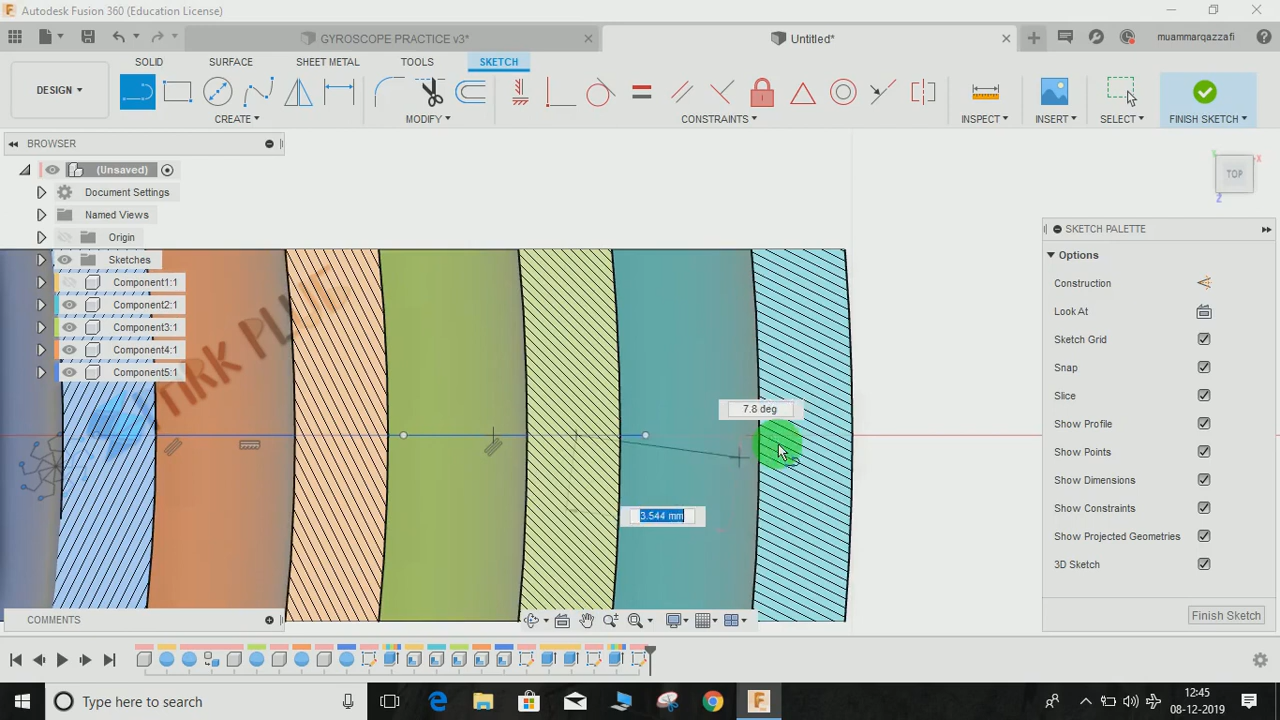 Autodesk Fusion 360 (Education License)
GYROSCOPE PRACTICE v3*
Untitled*
muammarqazzafi
SOLID
SURFACE
SHEET METAL
TOOLS
SKETCH
DESIGN
CREATE
MODIFY
CONSTRAINTS
INSPECT
INSERT
SELECT
FINISH SKETCH
BROWSER
(Unsaved)
Document Settings
Named Views
Origin
Sketches
Component1:1
Component2:1
Component3:1
Component4:1
Component5:1
TOP
X
Z
7.8 deg
3.544 mm
SKETCH PALETTE
Options
Construction
Look At
Sketch Grid
Snap
Slice
Show Profile
Show Points
Show Dimensions
Show Constraints
Show Projected Geometries
3D Sketch
Finish Sketch
COMMENTS
Type here to search
12:45
08-12-2019